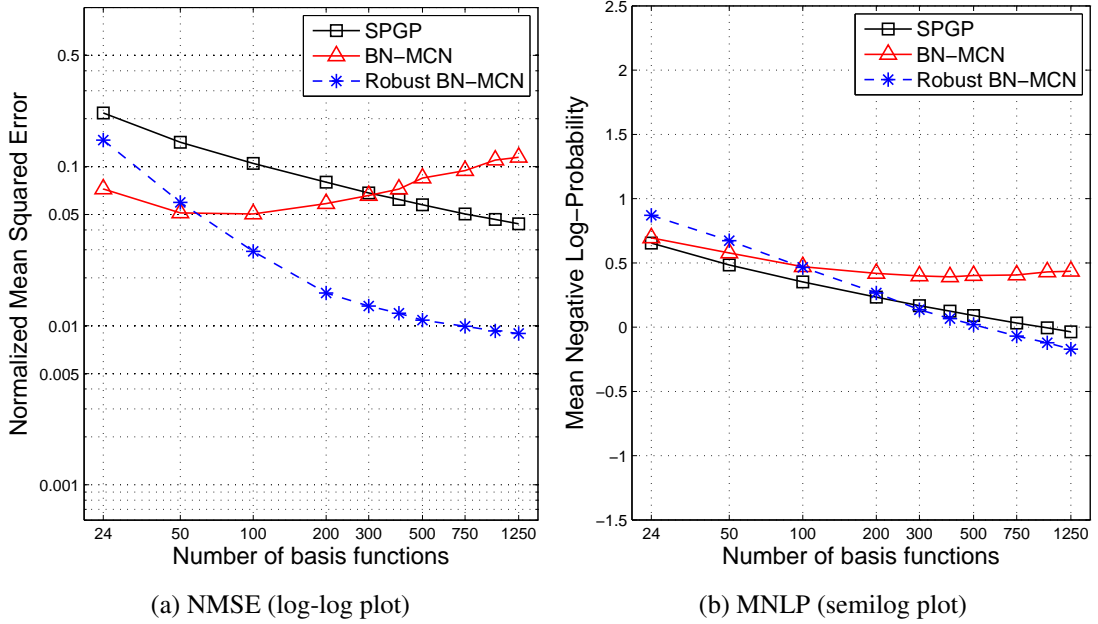 SPGP
BN−MCN
Robust BN−MCN
0.5
0.1
0.05
0.01
0.005
0.001
Normalized Mean Squared Error
24 50 100 200 300 500 750 1250
Number of basis functions
(a) NMSE (log-log plot)
SPGP
BN−MCN
Robust BN−MCN
2.5
2
1.5
1
0.5
0
−0.5
−1
−1.5
Mean Negative Log−Probability
24 50 100 200 300 500 750 1250
Number of basis functions
(b) MNLP (semilog plot)